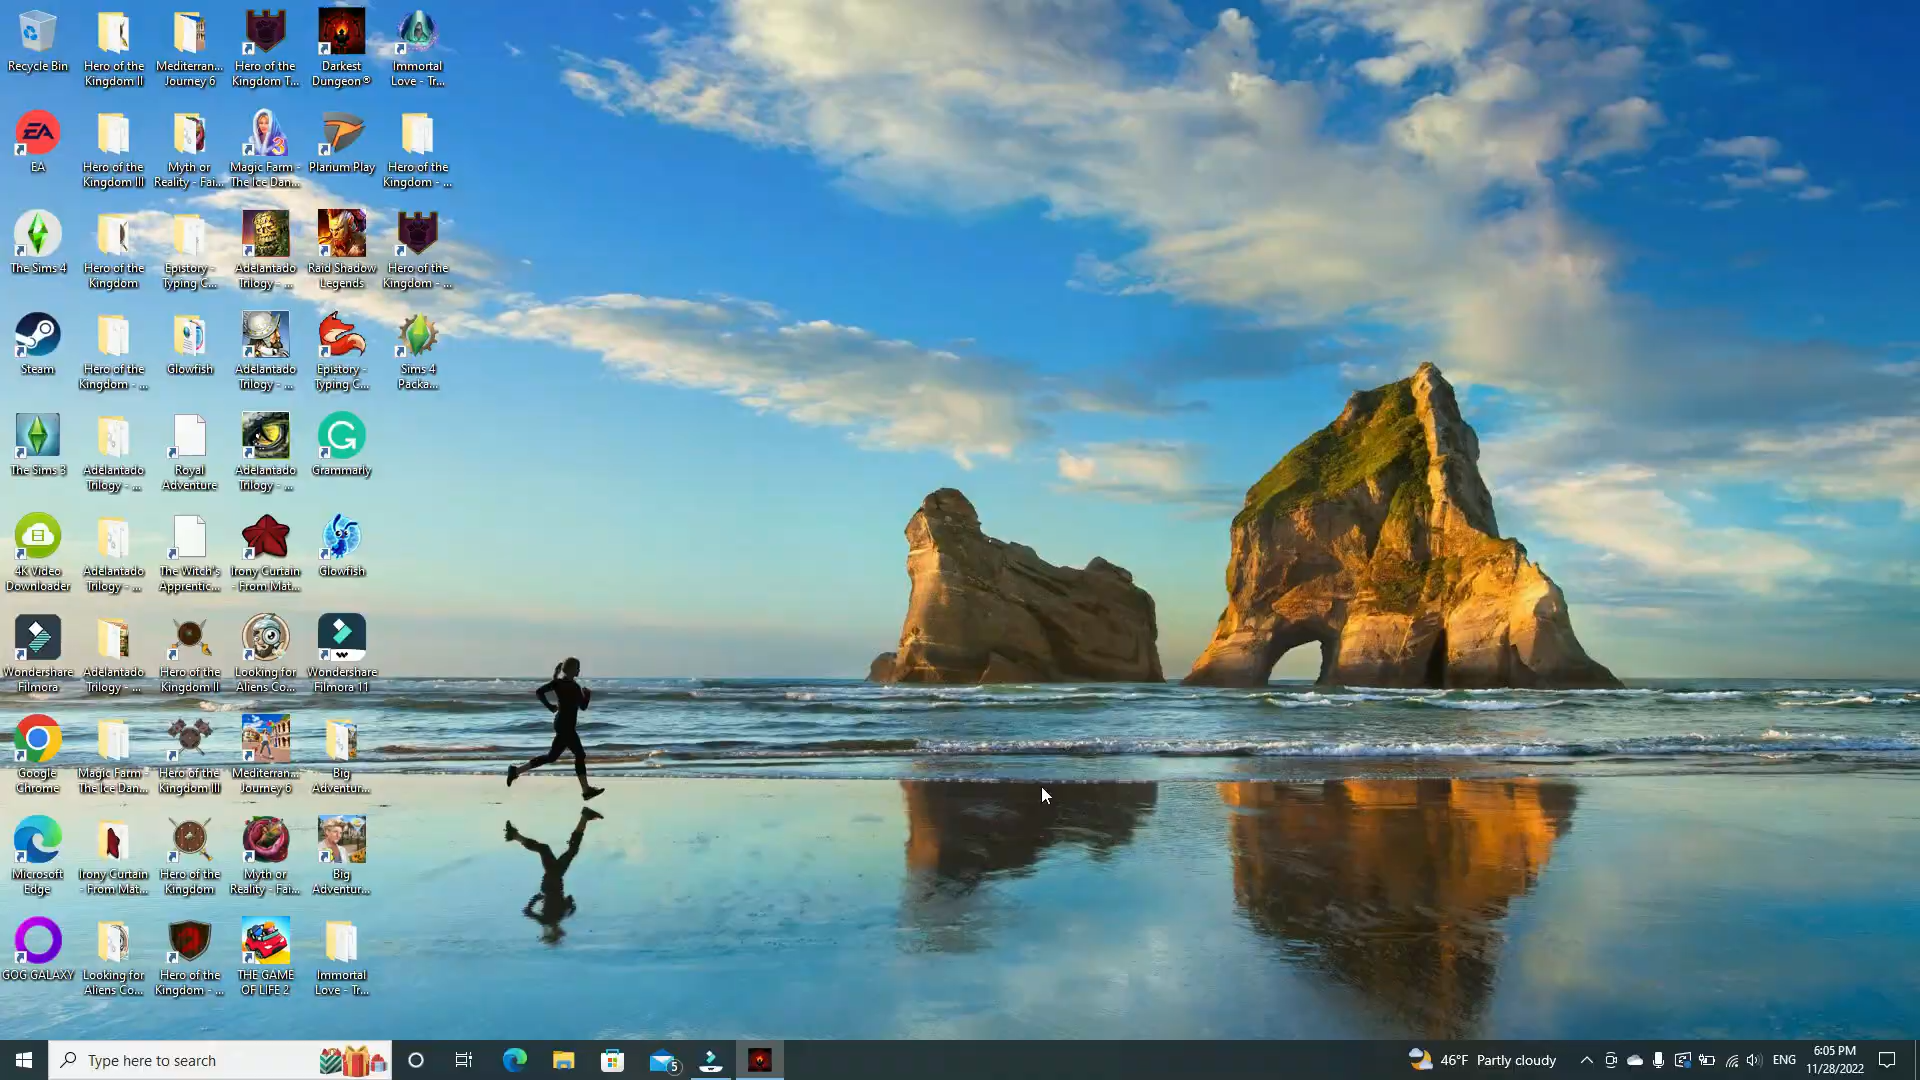 Recycle Bin
Hero of the
Kingdom II
Mediterran...
Journey 6
Hero of the
Kingdom T...
Darkest
Dungeon®
Immortal
Love - Tr...
EA
EA
Hero of the
Kingdom III
Myth or
Reality - Fai...
3
Magic Farm -
The Ice Dan...
Plarium Play
Hero of the
Kingdom - ...
The Sims 4
Hero of the
Kingdom
Epistory -
Typing C...
Adelantado
Trilogy - ...
Raid Shadow
Legends
Hero of the
Kingdom - ...
Steam
Hero of the
Kingdom - ...
Glowfish
Adelantado
Trilogy - ...
Epistory -
Typing C...
Sims 4
Packa...
The Sims 3
Adelantado
Trilogy - ...
Royal
Adventure
Adelantado
Trilogy - ...
G
Grammarly
4K Video
Downloader
Adelantado
Trilogy - ...
The Witch's
Apprentic...
Irony Curtain
- From Mat...
Glowfish
Wondershare
Filmora
Adelantado
Trilogy - ...
Hero of the
Kingdom II
Looking for
Aliens Co...
Wondershare
Filmora 11
Google
Chrome
Magic Farm -
The Ice Dan...
Hero of the
Kingdom III
Mediterran...
Journey 6
Big
Adventur...
Microsoft
Edge
Irony Curtain
- From Mat...
Hero of the
Kingdom
Myth or
Reality - Fai...
Big
Adventur...
GOG GALAXY
Looking for
Aliens Co...
Hero of the
Kingdom - ...
THE GAME
OF LIFE 2
Immortal
Love - Tr...
Type here to search
5
46°F Partly cloudy
ENG
6:05 PM
11/28/2022